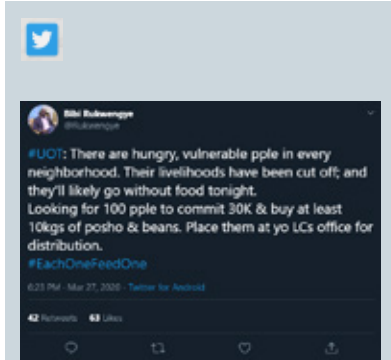 Bibi Rukwengye
@Rukwengye
#UOT: There are hungry, vulnerable pple in every
neighborhood. Their livelihoods have been cut off; and
they'll likely go without food tonight.
Looking for 100 pple to commit 30K & buy at least
10kgs of posho & beans. Place them at yo LCs office for
distribution.
#EachOneFeedOne
6:23 PM · Mar 27, 2020 · Twitter for Android
42 Retweets 63 Likes